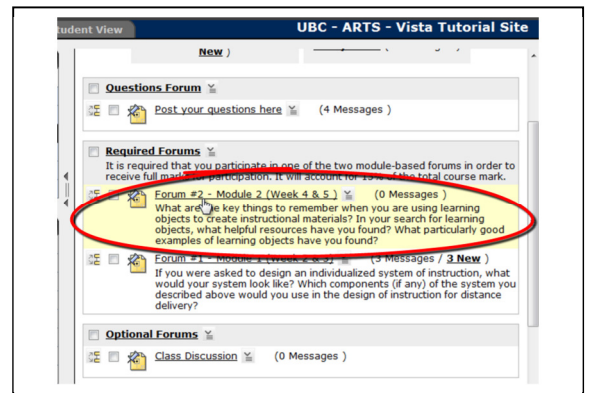 tudent View
UBC - ARTS - Vista Tutorial Site
New )
Questions Forum
Post your questions here (4 Messages )
Required Forums
It is required that you participate in one of the two module-based forums in order to
receive full marks for participation. It will account for 15% of the total course mark.
Forum #2 - Module 2 (Week 4 & 5 ) (0 Messages )
What are the key things to remember when you are using learning
objects to create instructional materials? In your search for learning
objects, what helpful resources have you found? What particularly good
examples of learning objects have you found?
Forum #1 - Module 1 (Week 2 & 3) (3 Messages / 3 New )
If you were asked to design an individualized system of instruction, what
would your system look like? Which components (if any) of the system you
described above would you use in the design of instruction for distance
delivery?
Optional Forums
Class Discussion (0 Messages )